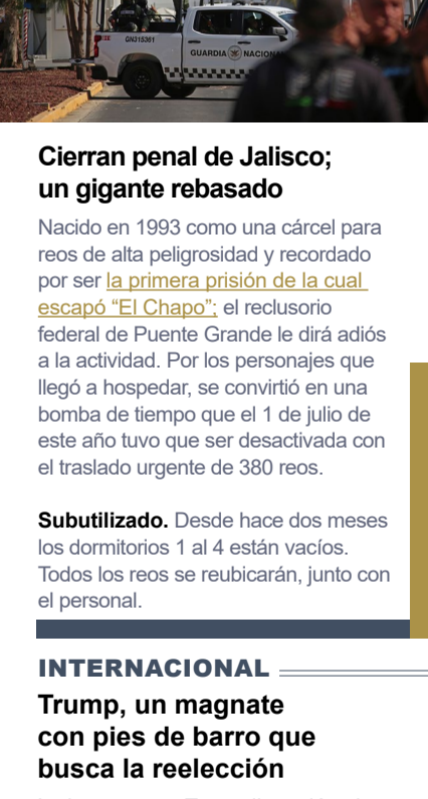 GN315361
GUARDIA NACIONAL
Cierran penal de Jalisco;
un gigante rebasado
Nacido en 1993 como una cárcel para
reos de alta peligrosidad y recordado
por ser la primera prisión de la cual
escapó “El Chapo”; el reclusorio
federal de Puente Grande le dirá adiós
a la actividad. Por los personajes que
llegó a hospedar, se convirtió en una
bomba de tiempo que el 1 de julio de
este año tuvo que ser desactivada con
el traslado urgente de 380 reos.
Subutilizado. Desde hace dos meses
los dormitorios 1 al 4 están vacíos.
Todos los reos se reubicarán, junto con
el personal.
INTERNACIONAL
Trump, un magnate
con pies de barro que
busca la reelección